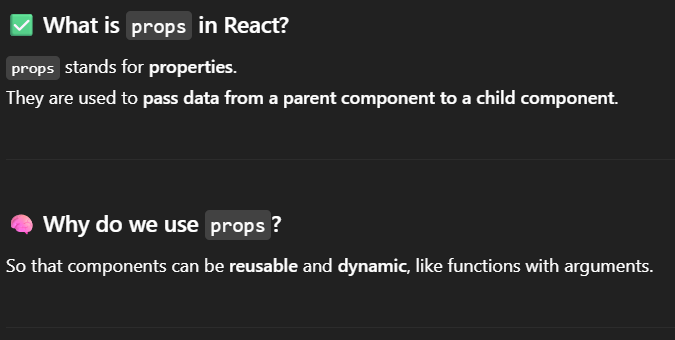 ✅ What is props in React?
props stands for properties.
They are used to pass data from a parent component to a child component.
🧠 Why do we use props?
So that components can be reusable and dynamic, like functions with arguments.